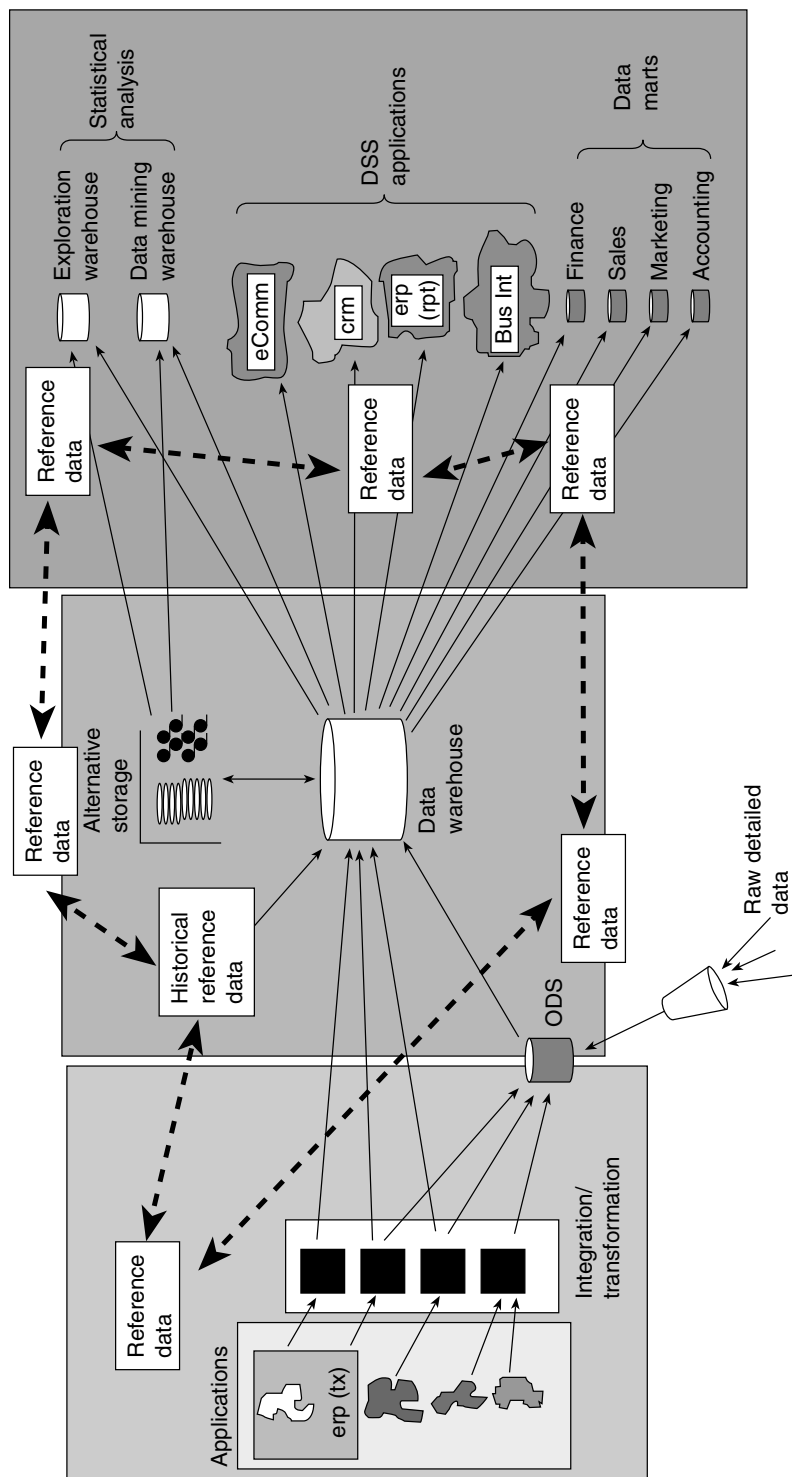 Applications
erp (tx)
Integration/
transformation
Reference
data
Historical
reference
data
Reference
data
Alternative
storage
Data
warehouse
ODS
Raw detailed
data
Reference
data
Reference
data
Reference
data
Reference
data
Exploration
warehouse
Data mining
warehouse
Statistical
analysis
eComm
crm
erp
(rpt)
Bus Int
DSS
applications
Finance
Sales
Marketing
Accounting
Data
marts